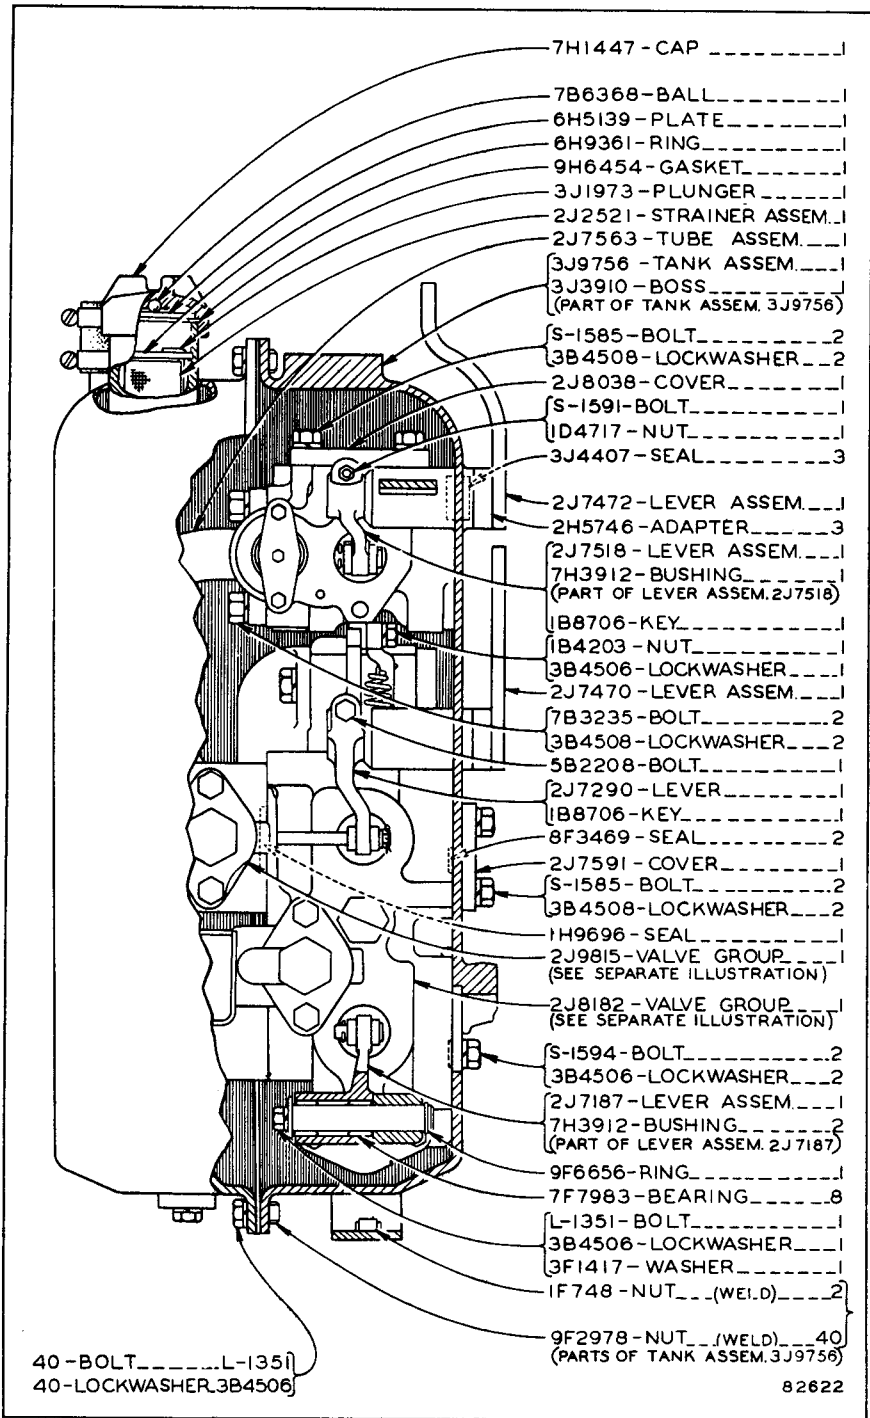 7H1447-CAP 1
7B6368-BALL 1
6H5139-PLATE 1
6H9361-RING 1
9H6454-GASKET 1
3J1973-PLUNGER 1
2J2521-STRAINER ASSEM. 1
2J7563-TUBE ASSEM. 1
3J9756-TANK ASSEM. 1
3J3910-BOSS 1
(PART OF TANK ASSEM. 3J9756)
S-1585-BOLT 2
3B4508-LOCKWASHER 2
2J8038-COVER 1
S-1591-BOLT 1
1D4717-NUT 1
3J4407-SEAL 3
2J7472-LEVER ASSEM. 1
2H5746-ADAPTER 3
2J7518-LEVER ASSEM. 1
7H3912-BUSHING 1
(PART OF LEVER ASSEM. 2J7518)
1B8706-KEY 1
1B4203-NUT 1
3B4506-LOCKWASHER 1
2J7470-LEVER ASSEM. 1
7B3235-BOLT 2
3B4508-LOCKWASHER 2
5B2208-BOLT 1
2J7290-LEVER 1
1B8706-KEY 1
8F3469-SEAL 2
2J7591-COVER 1
S-1585-BOLT 2
3B4508-LOCKWASHER 2
1H9696-SEAL 1
2J9815-VALVE GROUP 1
(SEE SEPARATE ILLUSTRATION)
2J8182-VALVE GROUP 1
(SEE SEPARATE ILLUSTRATION)
S-1594-BOLT 2
3B4506-LOCKWASHER 2
2J7187-LEVER ASSEM. 1
7H3912-BUSHING 2
(PART OF LEVER ASSEM. 2J7187)
9F6656-RING 1
7F7983-BEARING 8
L-1351-BOLT 1
3B4506-LOCKWASHER 1
3F1417-WASHER 1
1F748-NUT (WELD) 2
9F2978-NUT (WELD) 40
(PARTS OF TANK ASSEM. 3J9756)
40-BOLT L-1351
40-LOCKWASHER 3B4506
82622